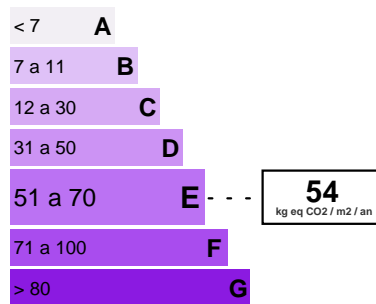 < 7 A
7 a 11 B
12 a 30 C
31 a 50 D
51 a 70 E
54
kg eq CO2 / m2 / an
71 a 100 F
> 80 G